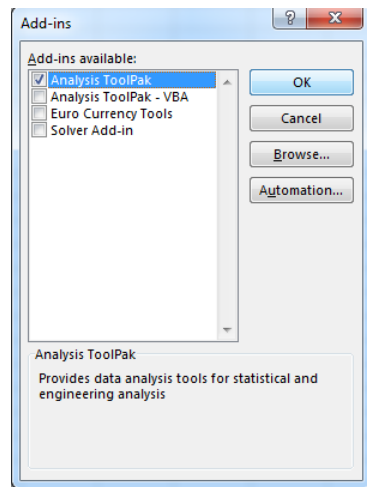 Add-ins
?
X
Add-ins available:
Analysis ToolPak
Analysis ToolPak - VBA
Euro Currency Tools
Solver Add-in
OK
Cancel
Browse...
Automation...
Analysis ToolPak
Provides data analysis tools for statistical and
engineering analysis